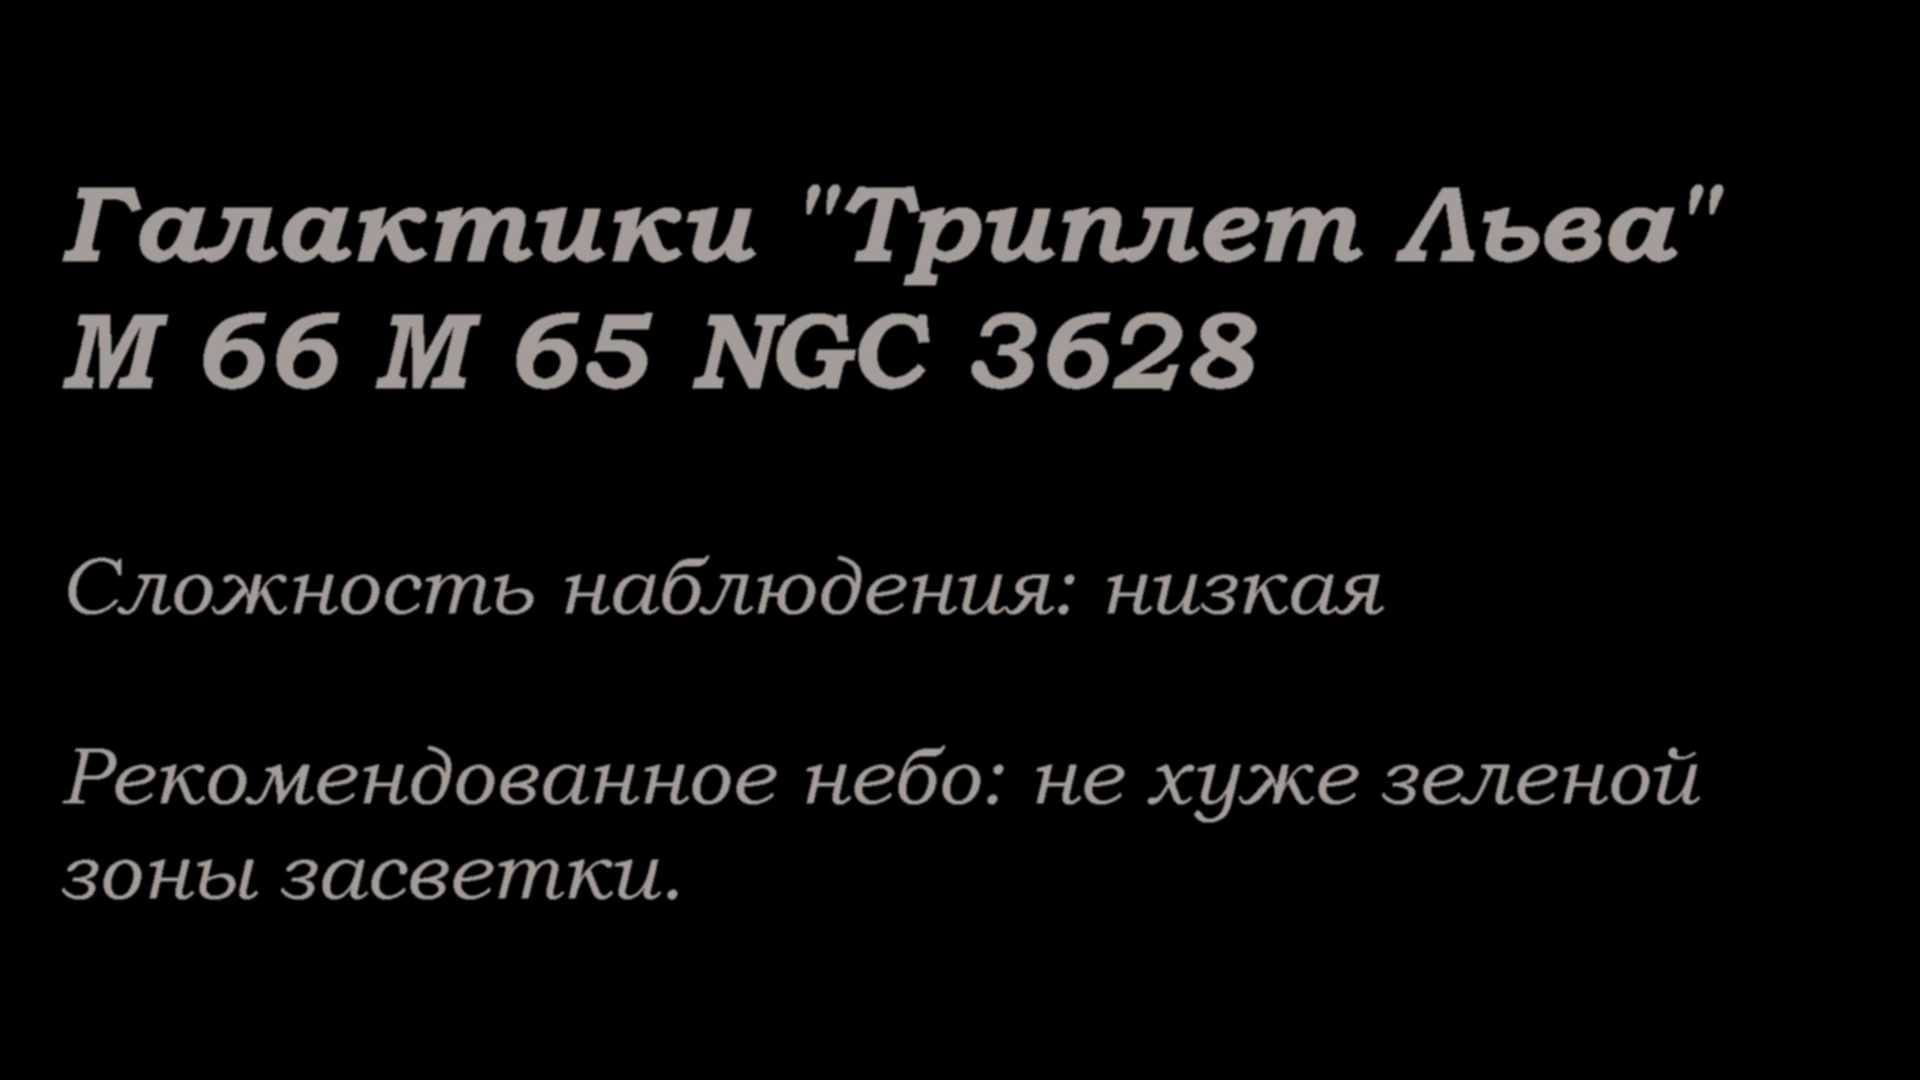 Галактики "Триплет Льва"
М 66 М 65 NGC 3628
Сложность наблюдения: низкая
Рекомендованное небо: не хуже зеленой
зоны засветки.